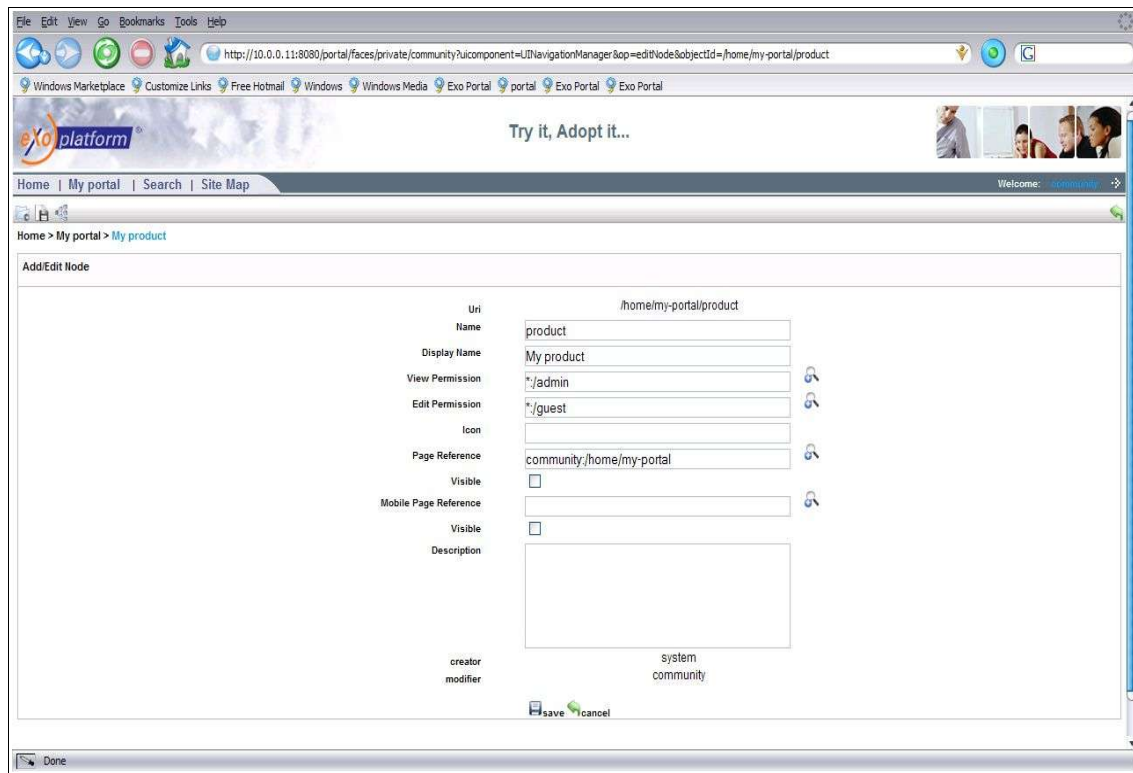 File Edit View Go Bookmarks Tools Help
http://10.0.0.11:8080/portal/faces/private/community?uicomponent=UINavigationManager&op=editNode&objectId=/home/my-portal/product
G
Windows Marketplace Customize Links Free Hotmail Windows Windows Media Exo Portal portal Exo Portal Exo Portal
eXo platform ®
Try it, Adopt it...
Home | My portal | Search | Site Map
Welcome: community
Home > My portal > My product
Add/Edit Node
Uri /home/my-portal/product
Name product
Display Name My product
View Permission *:/admin
Edit Permission *:/guest
Icon
Page Reference community:/home/my-portal
Visible
Mobile Page Reference
Visible
Description
creator system
modifier community
save cancel
Done